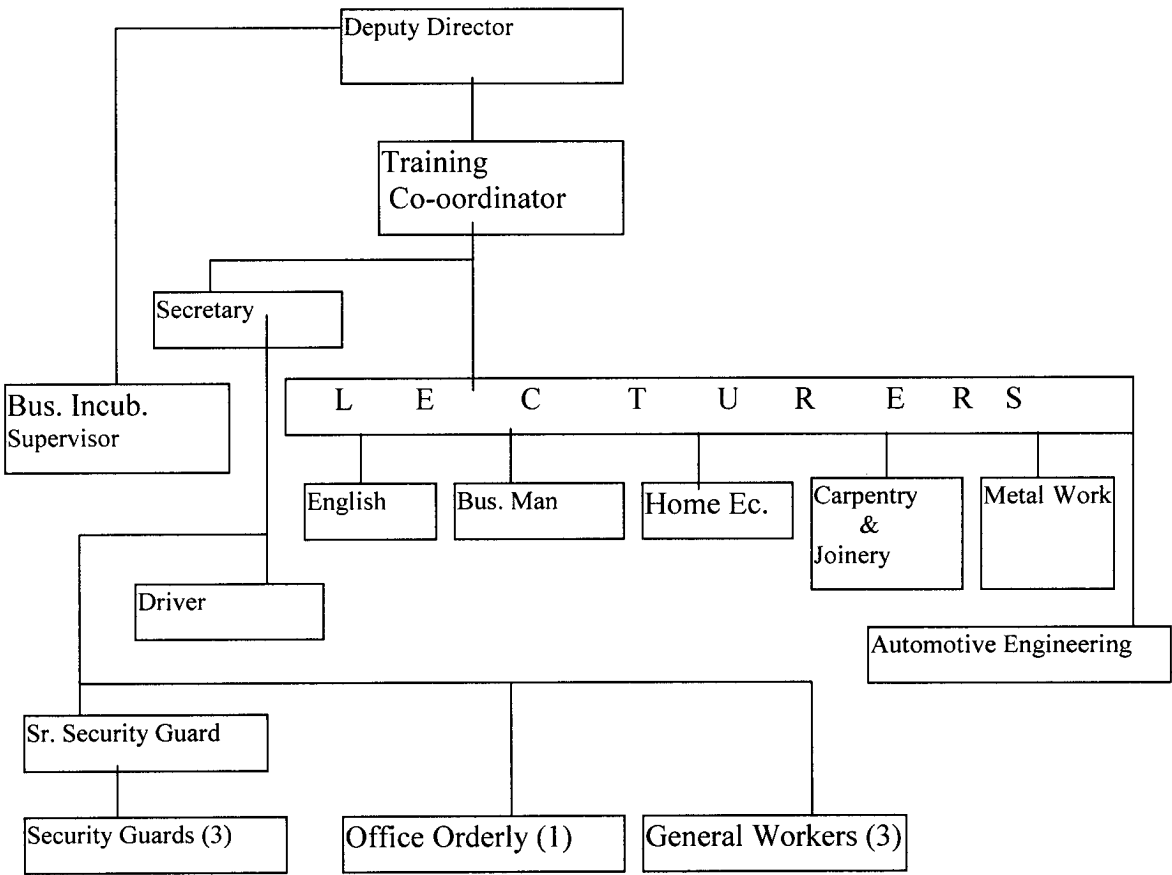 Deputy Director
Training
Co-oordinator
Secretary
Bus. Incub.
Supervisor
L E C T U R E R S
English
Bus. Man
Home Ec.
Carpentry
&
Joinery
Metal Work
Driver
Automotive Engineering
Sr. Security Guard
Security Guards (3)
Office Orderly (1)
General Workers (3)